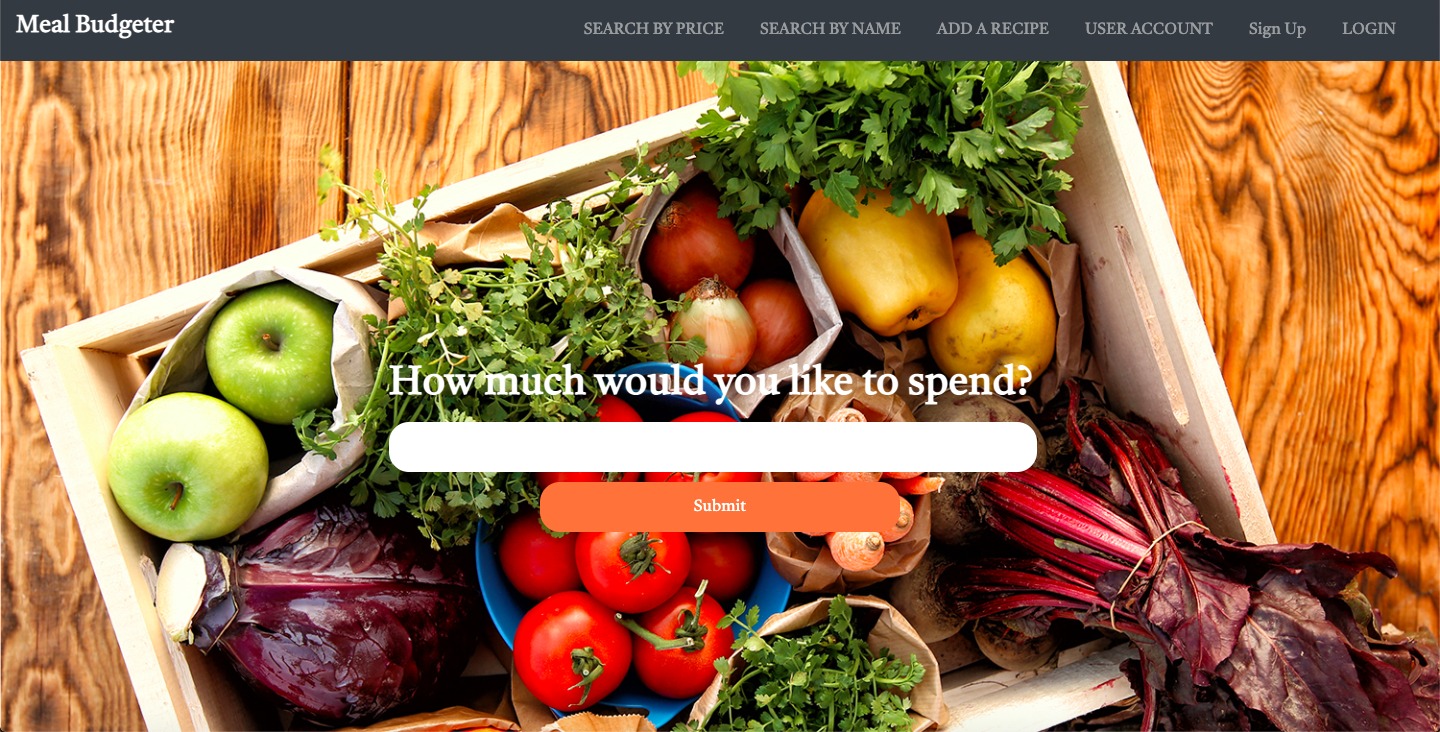 Meal Budgeter
SEARCH BY PRICE SEARCH BY NAME ADD A RECIPE USER ACCOUNT Sign Up LOGIN
How much would you like to spend?
Submit